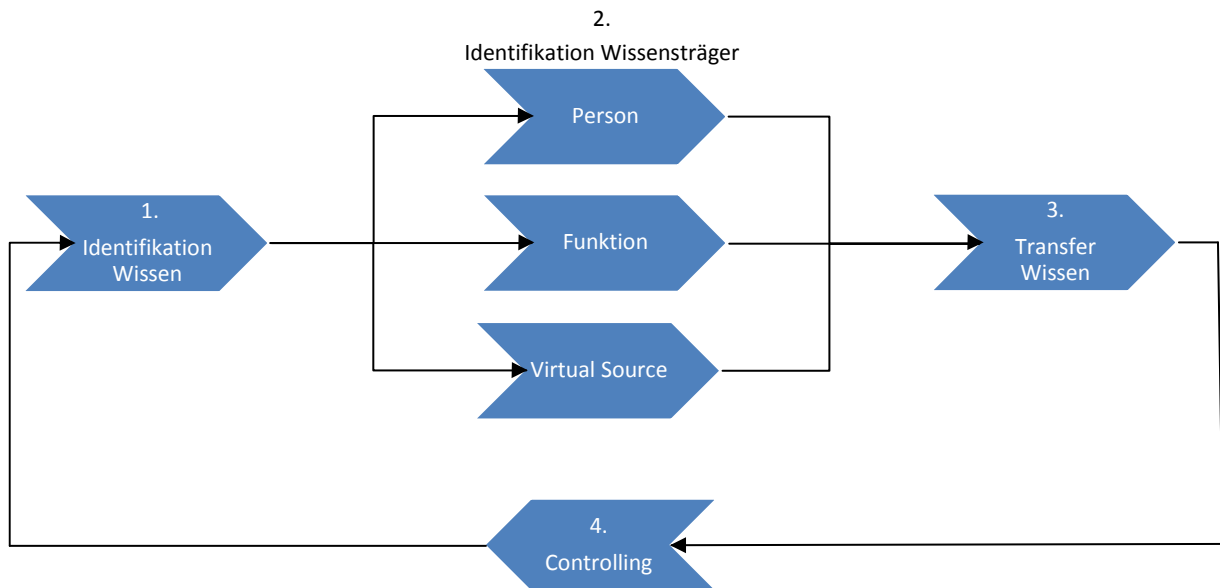 2.
Identifikation Wissensträger
Person
1.
Identifikation
Wissen
Funktion
3.
Transfer
Wissen
Virtual Source
4.
Controlling